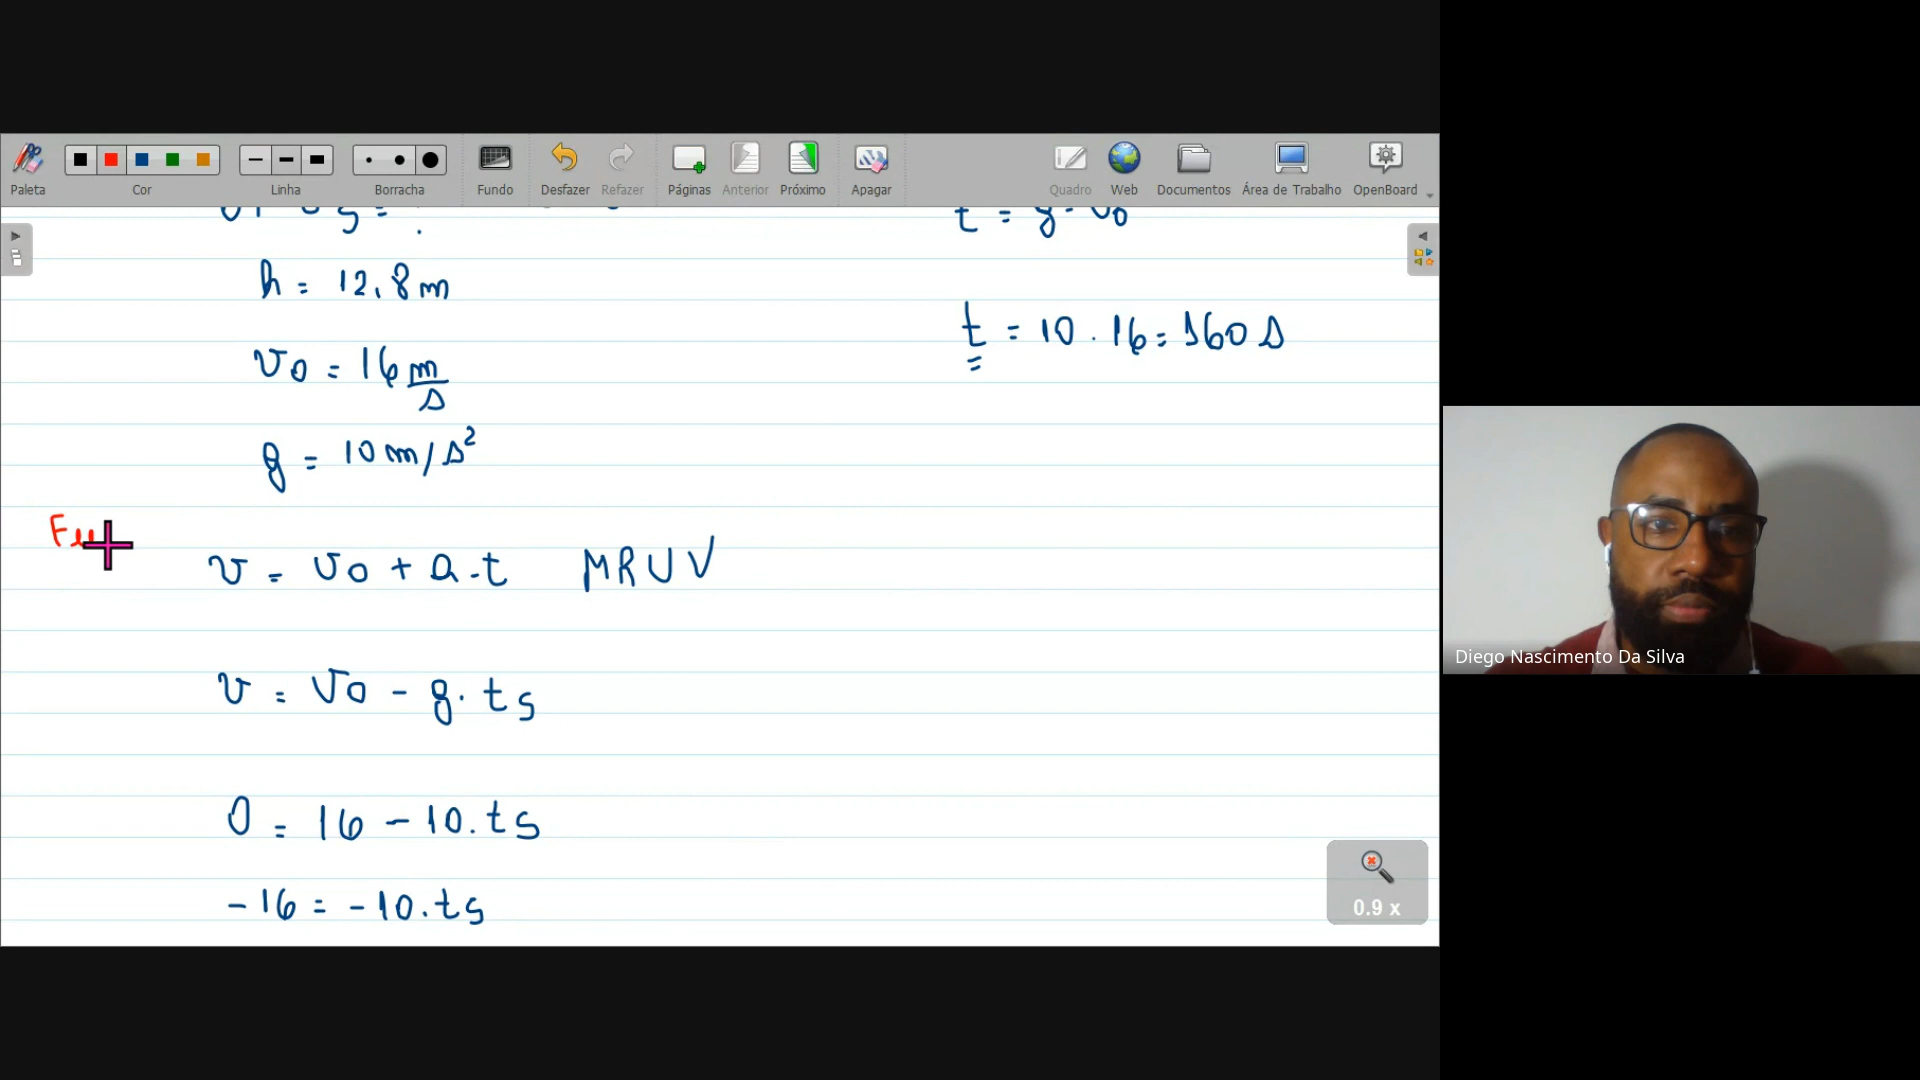 Paleta Cor Linha Borracha Fundo Desfazer Refazer Páginas Anterior Próximo Apagar Quadro Web Documentos Área de Trabalho OpenBoard
t = g . v0
h = 12,8 m
t = 10 . 16 = 160 s
v0 = 16 m/s
g = 10 m/s²
v = v0 + a . t MRUV
v = v0 - g . ts
0 = 16 - 10 . ts
-16 = -10 . ts
0.9 x
Diego Nascimento Da Silva